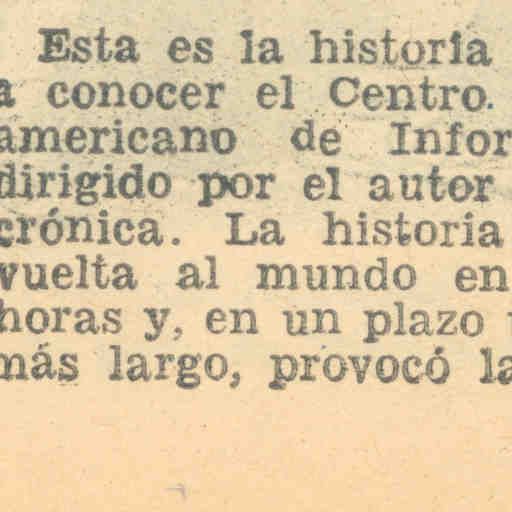 Esta es la historia
a conocer el Centro.
americano de Infor
dirigido por el autor
crónica. La historia
vuelta al mundo en
horas y, en un plazo
más largo, provocó la